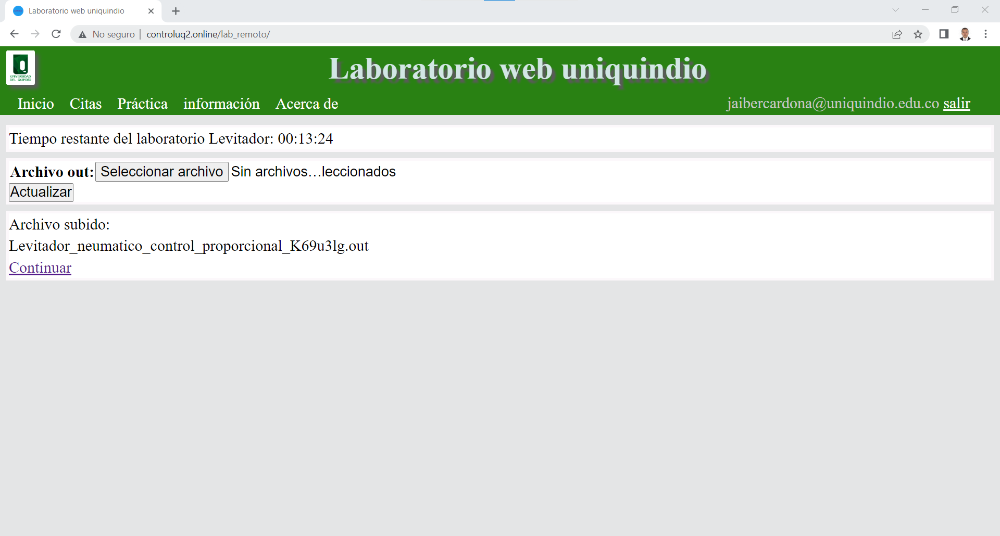 Laboratorio web uniquindio
No seguro | controluq2.online/lab_remoto/
UNIVERSIDAD
DEL QUINDÍO
Laboratorio web uniquindio
Inicio Citas Práctica información Acerca de jaibercardona@uniquindio.edu.co salir
Tiempo restante del laboratorio Levitador: 00:13:24
Archivo out: Seleccionar archivo Sin archivos…leccionados
Actualizar
Archivo subido:
Levitador_neumatico_control_proporcional_K69u3lg.out
Continuar